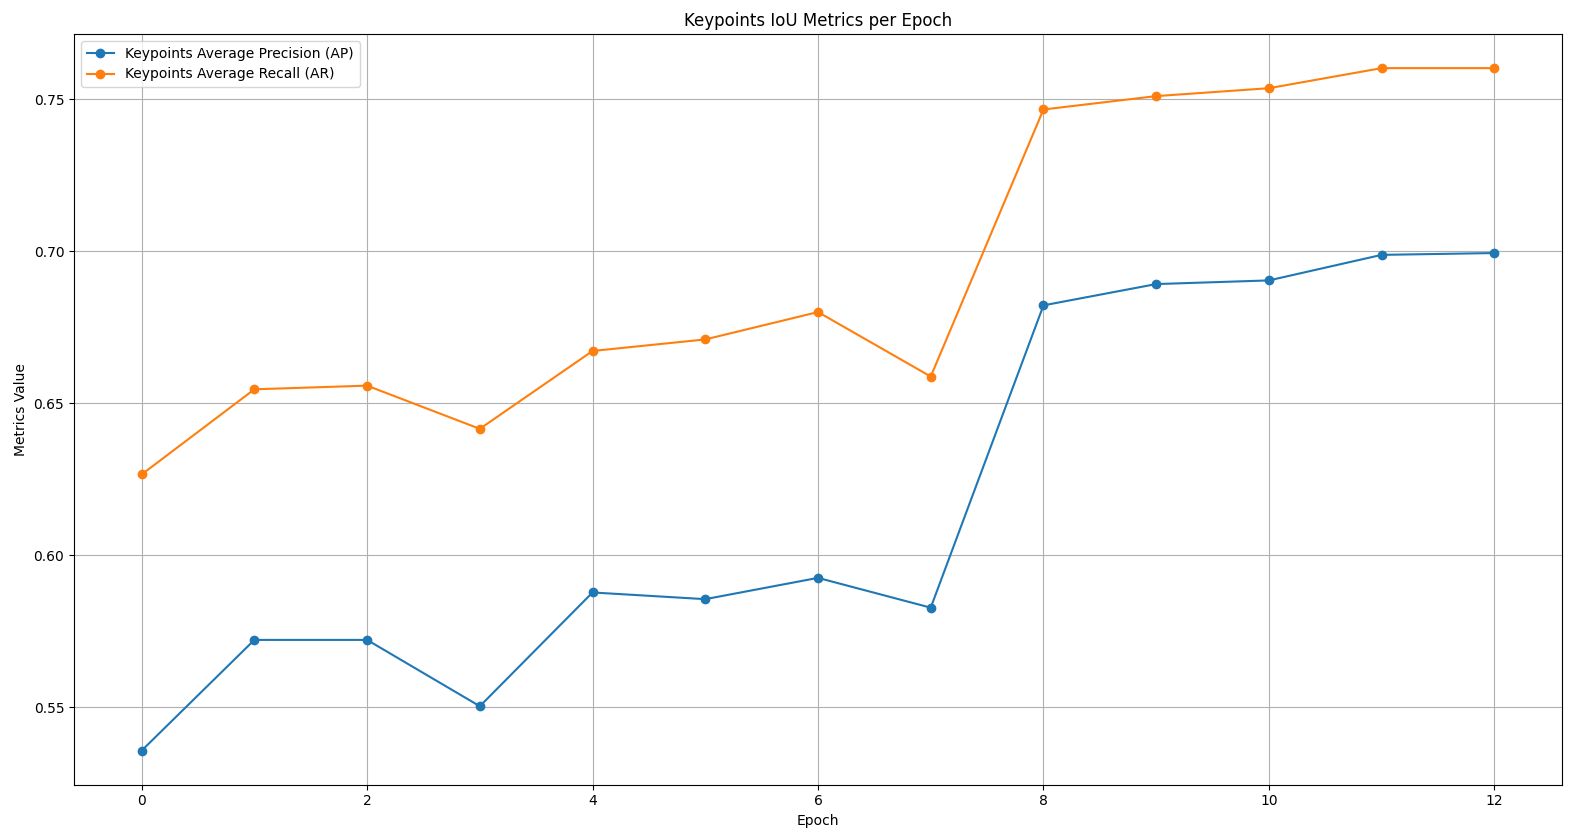 Keypoints IoU Metrics per Epoch
Keypoints Average Precision (AP)
Keypoints Average Recall (AR)
Metrics Value
0.75
0.70
0.65
0.60
0.55
0 2 4 6 8 10 12
Epoch